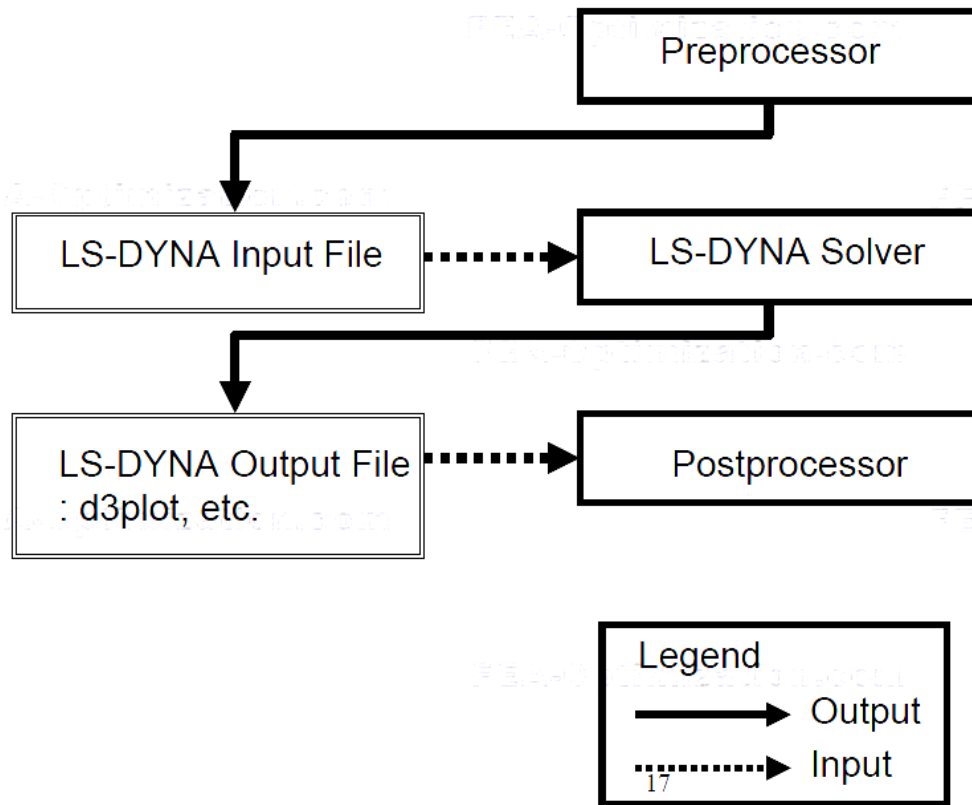 Preprocessor
LS-DYNA Input File
LS-DYNA Solver
LS-DYNA Output File
: d3plot, etc.
Postprocessor
Legend
Output
Input
17